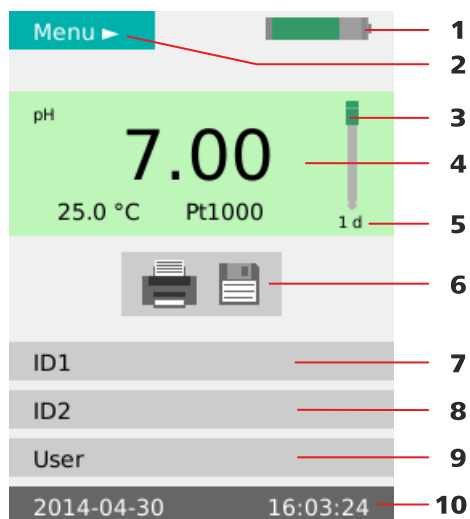 Menu ► 1
2
pH 3
7.00 4
25.0 °C Pt1000 1 d 5
6
ID1 7
ID2 8
User 9
2014-04-30 16:03:24 10